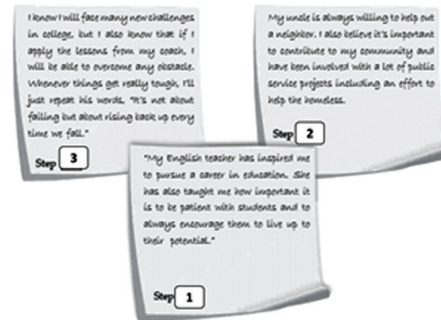 I know I will face many new challenges
in college, but I also know that if I
apply the lessons from my coach, I
will be able to overcome any obstacle.
Whenever things get really tough, I'll
just repeat his words, "It's not about
falling but about rising back up every
time we fall."
Step 3
My uncle is always willing to help out
a neighbor. I also believe it's important
to contribute to my community and
have been involved with a lot of public
service projects including an effort to
help the homeless.
Step 2
"My English teacher has inspired me
to pursue a career in education. She
has also taught me how important it
is to be patient with students and to
always encourage them to live up to
their potential."
Step 1